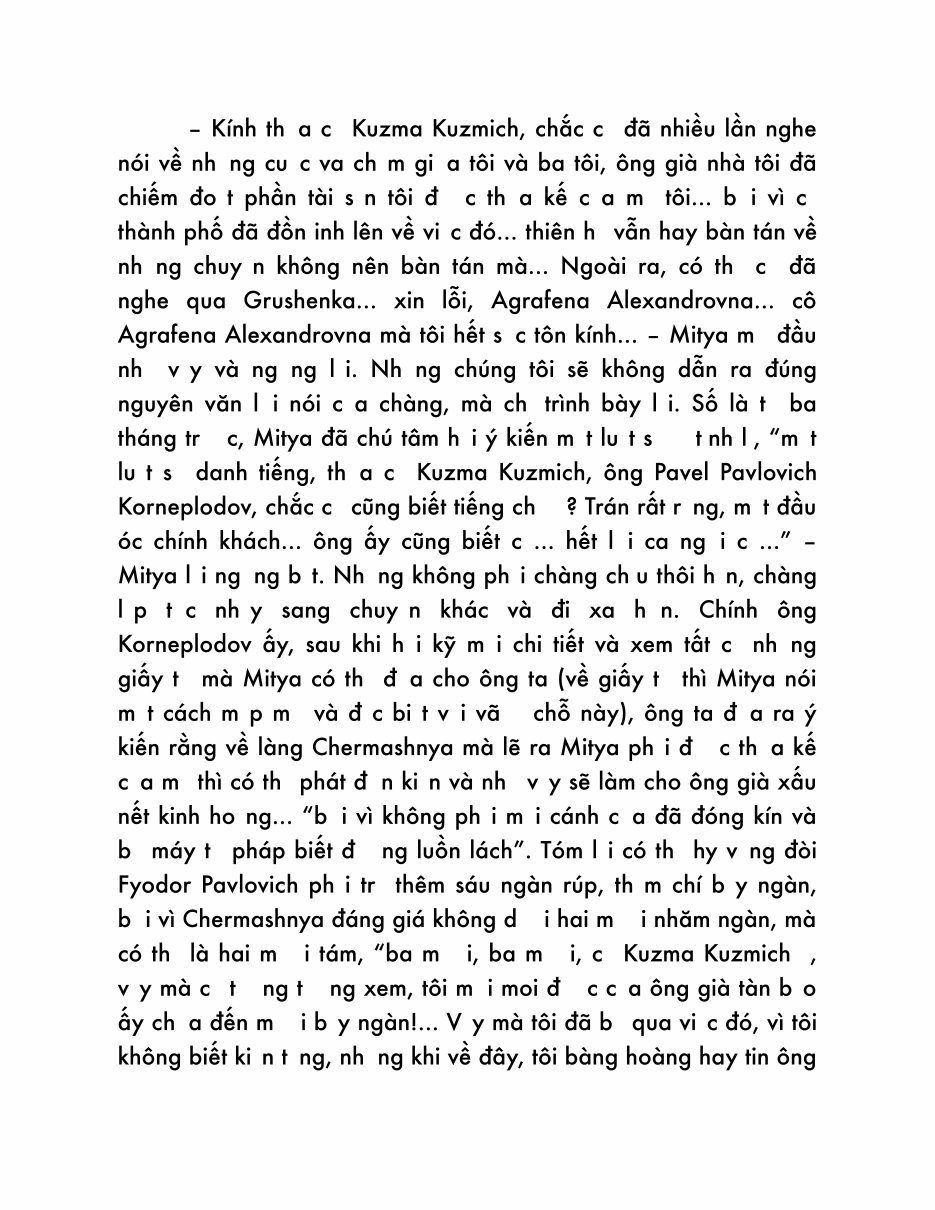 – Kính th a c Kuzma Kuzmich, chắc c đã nhiều lần nghe
nói về nh ng cu c va ch m gi a tôi và ba tôi, ông già nhà tôi đã
chiếm đo t phần tài s n tôi đ c th a kế c a m tôi... b i vì c
thành phố đã đồn inh lên về vi c đó... thiên h vẫn hay bàn tán về
nh ng chuy n không nên bàn tán mà... Ngoài ra, có th c đã
nghe qua Grushenka... xin lỗi, Agrafena Alexandrovna... cô
Agrafena Alexandrovna mà tôi hết s c tôn kính... – Mitya m đầu
nh v y và ng ng l i. Nh ng chúng tôi sẽ không dẫn ra đúng
nguyên văn l i nói c a chàng, mà ch trình bày l i. Số là t ba
tháng tr c, Mitya đã chú tâm h i ý kiến m t lu t s t nh l , “m t
lu t s danh tiếng, th a c Kuzma Kuzmich, ông Pavel Pavlovich
Korneplodov, chắc c cũng biết tiếng ch ? Trán rất r ng, m t đầu
óc chính khách... ông ấy cũng biết c ... hết l i ca ng i c ...” –
Mitya l i ng ng b t. Nh ng không ph i chàng ch u thôi h n, chàng
l p t c nh y sang chuy n khác và đi xa h n. Chính ông
Korneplodov ấy, sau khi h i kỹ m i chi tiết và xem tất c nh ng
giấy t mà Mitya có th đ a cho ông ta (về giấy t thì Mitya nói
m t cách m p m và đ c bi t v i vã chỗ này), ông ta đ a ra ý
kiến rằng về làng Chermashnya mà lẽ ra Mitya ph i đ c th a kế
c a m thì có th phát đ n ki n và nh v y sẽ làm cho ông già xấu
nết kinh ho ng... “b i vì không ph i m i cánh c a đã đóng kín và
b máy t pháp biết đ ng luồn lách”. Tóm l i có th hy v ng đòi
Fyodor Pavlovich ph i tr thêm sáu ngàn rúp, th m chí b y ngàn,
b i vì Chermashnya đáng giá không d i hai m i nhăm ngàn, mà
có th là hai m i tám, “ba m i, ba m i, c Kuzma Kuzmich ,
v y mà c t ng t ng xem, tôi m i moi đ c c a ông già tàn b o
ấy ch a đến m i b y ngàn!... V y mà tôi đã b qua vi c đó, vì tôi
không biết ki n t ng, nh ng khi về đây, tôi bàng hoàng hay tin ông